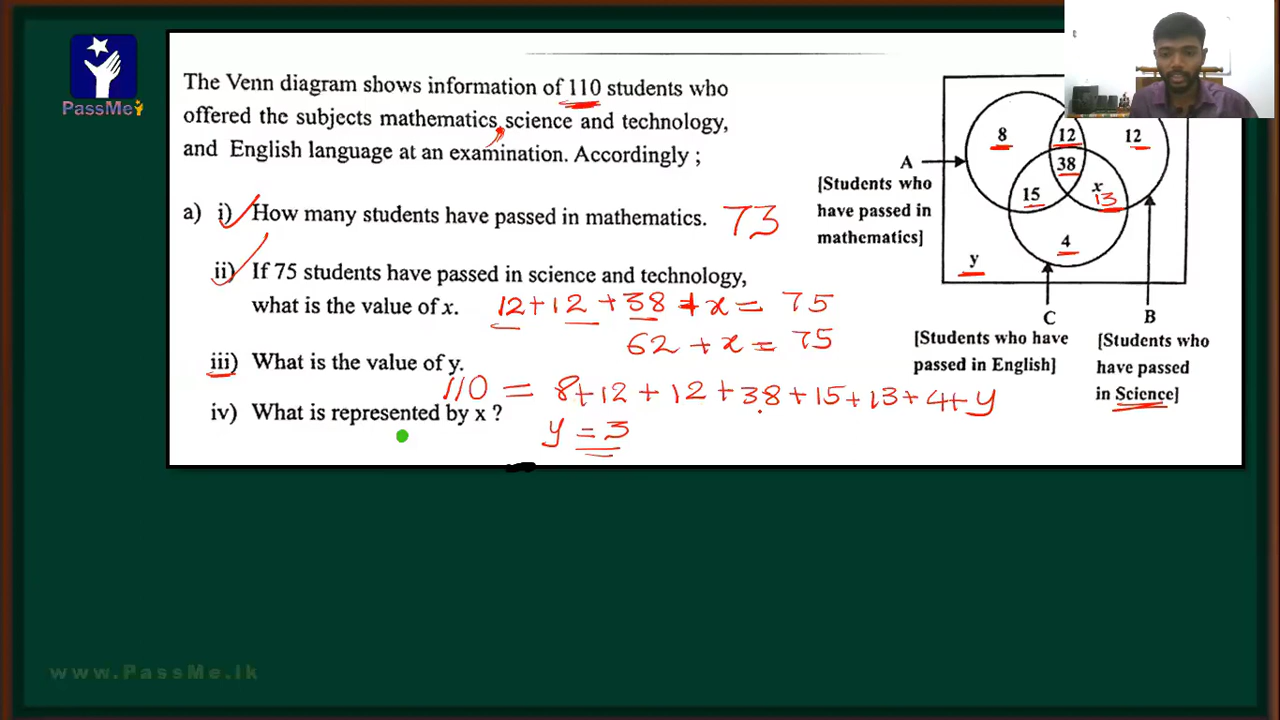 PassMe
The Venn diagram shows information of 110 students who
offered the subjects mathematics, science and technology,
and English language at an examination. Accordingly ;
a) i) How many students have passed in mathematics. 73
ii) If 75 students have passed in science and technology,
what is the value of x. 12+12+38+x= 75
62+x= 75
iii) What is the value of y.
110 = 8+12+12+38+15+13+4+y
iv) What is represented by x ?
y = 3
8 12 12
38
15 x
13
4
y
A
[Students who
have passed in
mathematics]
C B
[Students who have
passed in English]
[Students who
have passed
in Science]
www.PassMe.lk